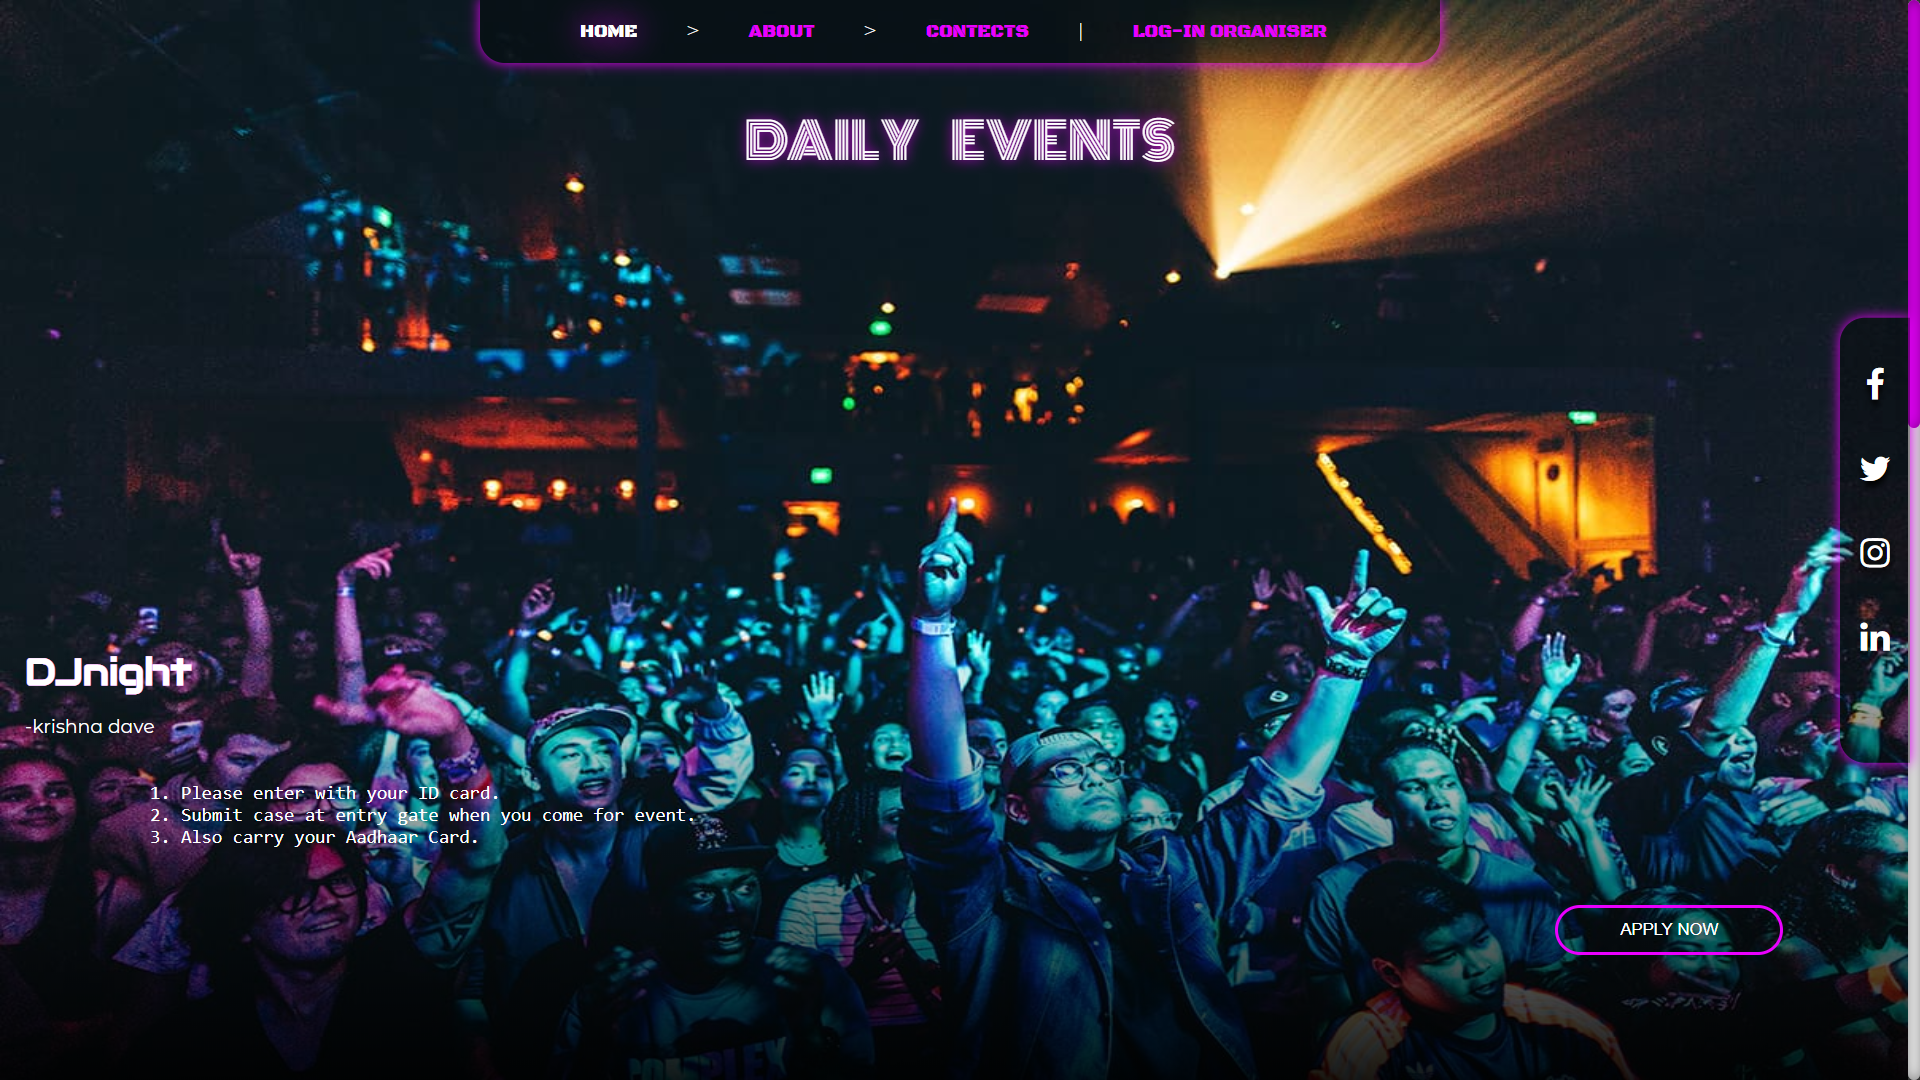 HOME > ABOUT > CONTECTS | LOG-IN ORGANISER
DAILY EVENTS
DJnight
-krishna dave
1. Please enter with your ID card.
2. Submit case at entry gate when you come for event.
3. Also carry your Aadhaar Card.
APPLY NOW